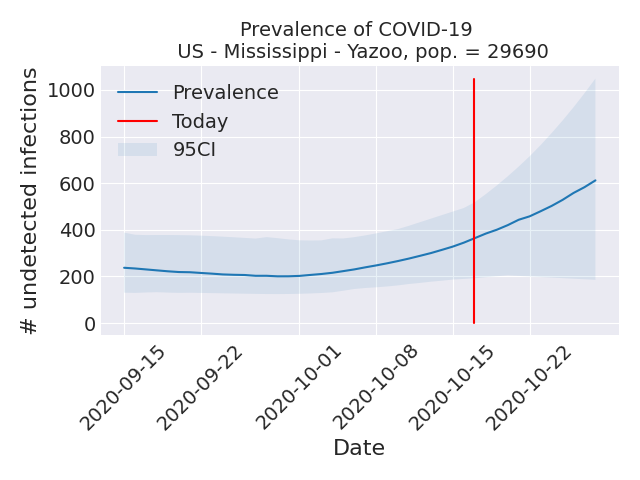 Prevalence of COVID-19
US - Mississippi - Yazoo, pop. = 29690
# undetected infections
1000
800
600
400
200
0
Prevalence
Today
95CI
2020-09-15
2020-09-22
2020-10-01
2020-10-08
2020-10-15
2020-10-22
Date